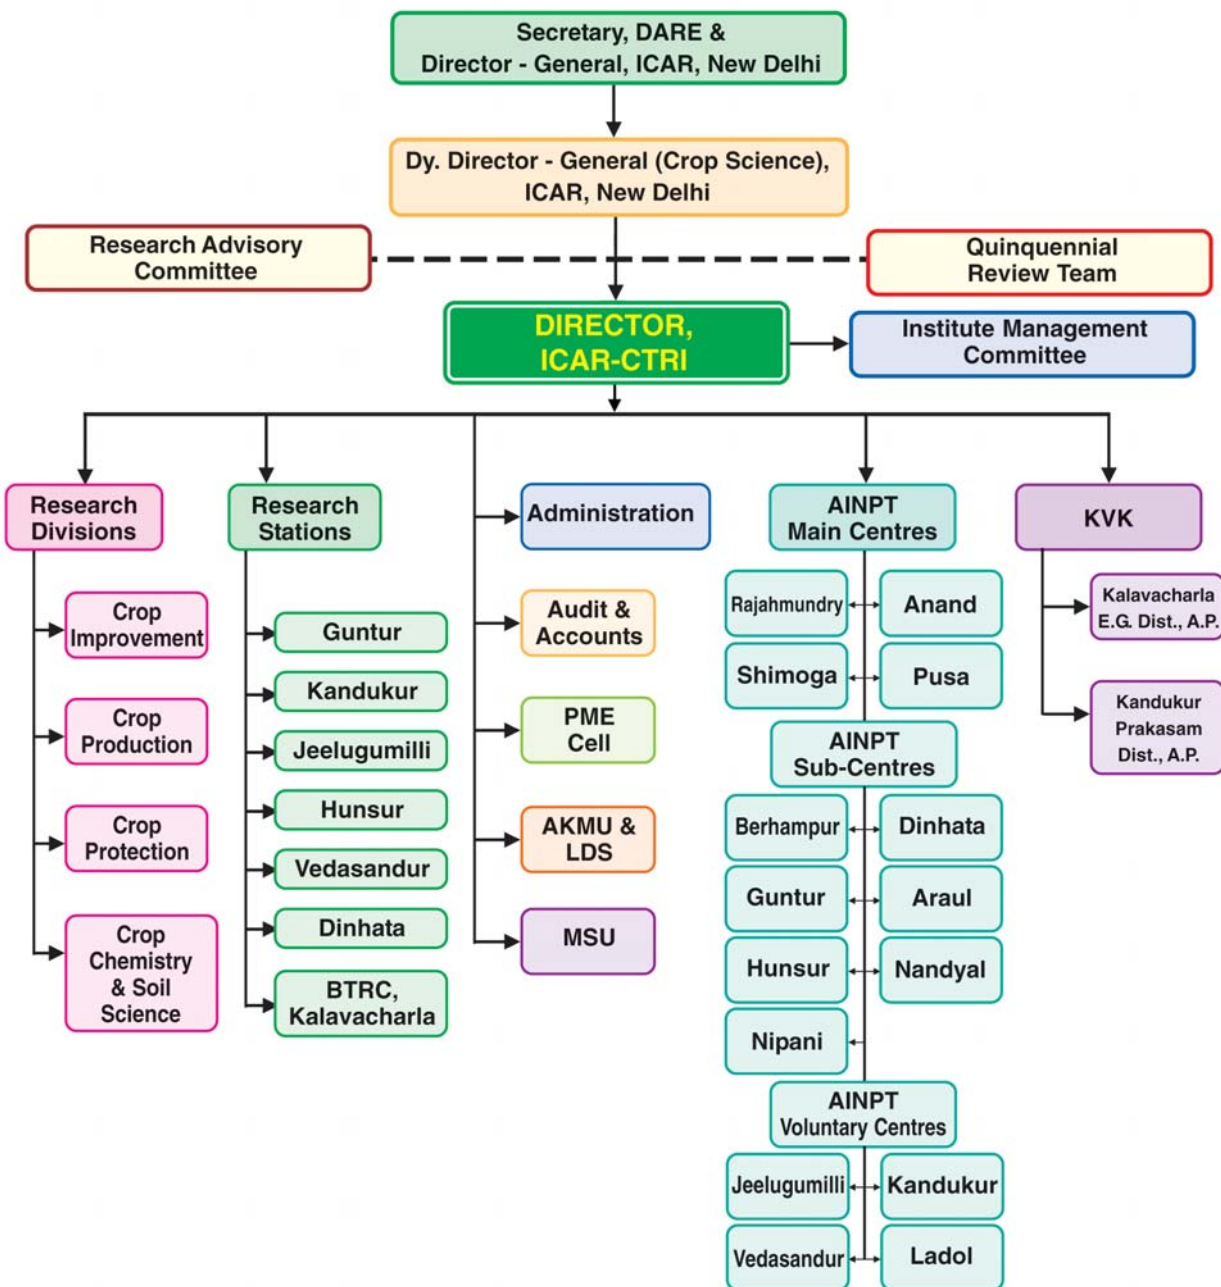 Secretary, DARE &
Director - General, ICAR, New Delhi
Dy. Director - General (Crop Science),
ICAR, New Delhi
Research Advisory
Committee
Quinquennial
Review Team
DIRECTOR,
ICAR-CTRI
Institute Management
Committee
Research
Divisions
Crop
Improvement
Crop
Production
Crop
Protection
Crop
Chemistry
& Soil
Science
Research
Stations
Guntur
Kandukur
Jeelugumilli
Hunsur
Vedasandur
Dinhata
BTRC,
Kalavacharla
Administration
Audit &
Accounts
PME
Cell
AKMU &
LDS
MSU
AINPT
Main Centres
Rajahmundry
Anand
Shimoga
Pusa
AINPT
Sub-Centres
Berhampur
Dinhata
Guntur
Araul
Hunsur
Nandyal
Nipani
AINPT
Voluntary Centres
Jeelugumilli
Kandukur
Vedasandur
Ladol
KVK
Kalavacharla
E.G. Dist., A.P.
Kandukur
Prakasam
Dist., A.P.